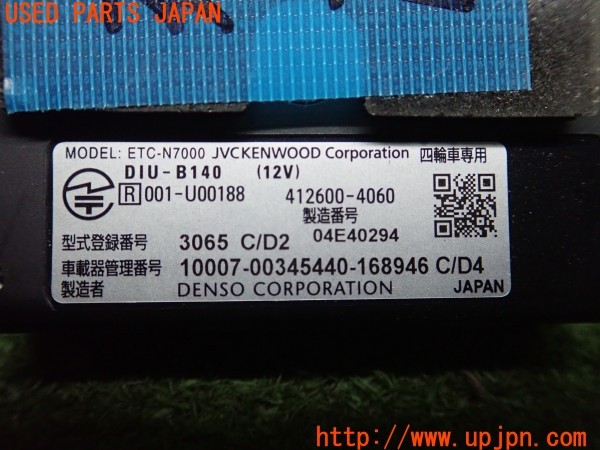 USED PARTS JAPAN
MODEL: ETC-N7000 JVCKENWOOD Corporation 四輪車専用
DIU-B140 (12V)
R 001-U00188 412600-4060
製造番号
型式登録番号 3065 C/D2 04E40294
車載器管理番号 10007-00345440-168946 C/D4
製造者 DENSO CORPORATION JAPAN
http://www.upjpn.com/